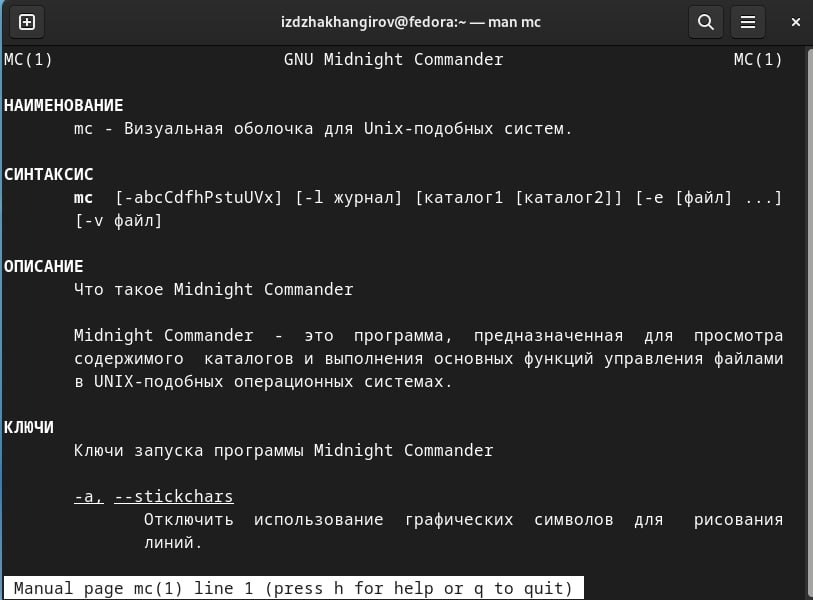 izdzhakhangirov@fedora:~ — man mc
MC(1) GNU Midnight Commander MC(1)
НАИМЕНОВАНИЕ
mc - Визуальная оболочка для Unix-подобных систем.
СИНТАКСИС
mc [-abcCdfhPstuUVx] [-l журнал] [каталог1 [каталог2]] [-e [файл] ...]
[-v файл]
ОПИСАНИЕ
Что такое Midnight Commander
Midnight Commander - это программа, предназначенная для просмотра
содержимого каталогов и выполнения основных функций управления файлами
в UNIX-подобных операционных системах.
КЛЮЧИ
Ключи запуска программы Midnight Commander
-a, --stickchars
Отключить использование графических символов для рисования
линий.
Manual page mc(1) line 1 (press h for help or q to quit)